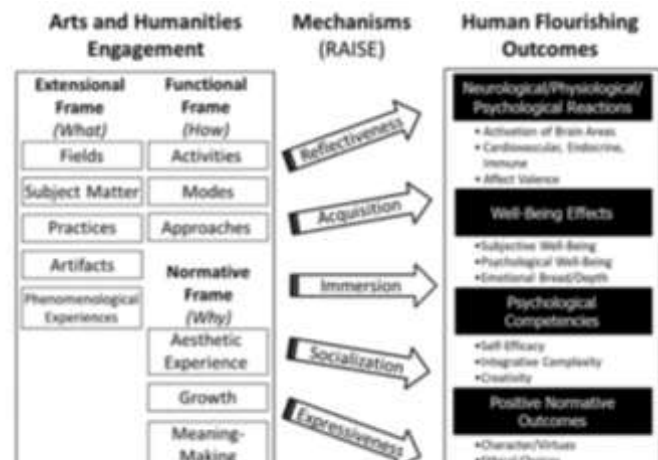 Arts and Humanities
Engagement
Mechanisms
(RAISE)
Human Flourishing
Outcomes
Extensional
Frame
(What)
Fields
Subject Matter
Practices
Artifacts
Phenomenological
Experiences
Functional
Frame
(How)
Activities
Modes
Approaches
Normative
Frame
(Why)
Aesthetic
Experience
Growth
Meaning-
Making
Reflectiveness
Acquisition
Immersion
Socialization
Expressiveness
Neurological/Physiological/
Psychological Reactions
• Activation of Brain Areas
• Cardiovascular, Endocrine,
Immune
• Affect Valence
Well-Being Effects
•Subjective Well-Being
•Psychological Well-Being
•Emotional Bread/Depth
Psychological
Competencies
•Self-Efficacy
•Integrative Complexity
•Creativity
Positive Normative
Outcomes
•Character/Virtues